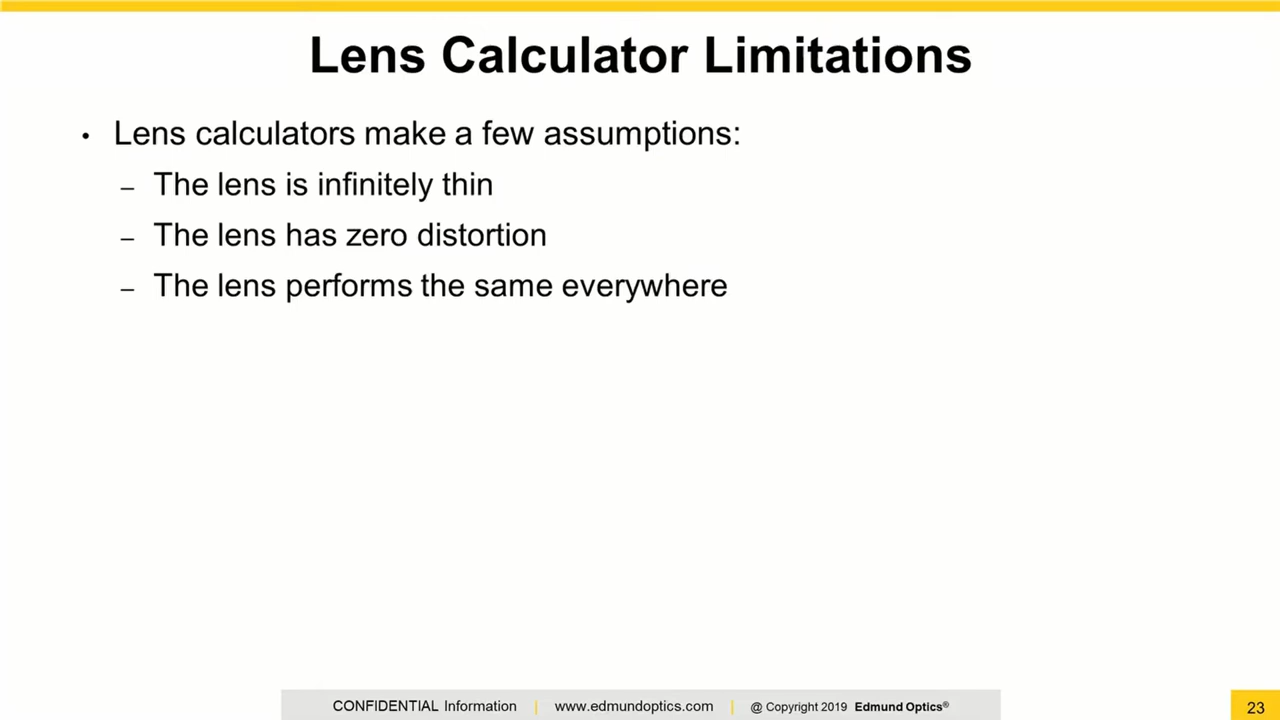 Lens Calculator Limitations
• Lens calculators make a few assumptions:
– The lens is infinitely thin
– The lens has zero distortion
– The lens performs the same everywhere
CONFIDENTIAL Information | www.edmundoptics.com | @ Copyright 2019 Edmund Optics®
23